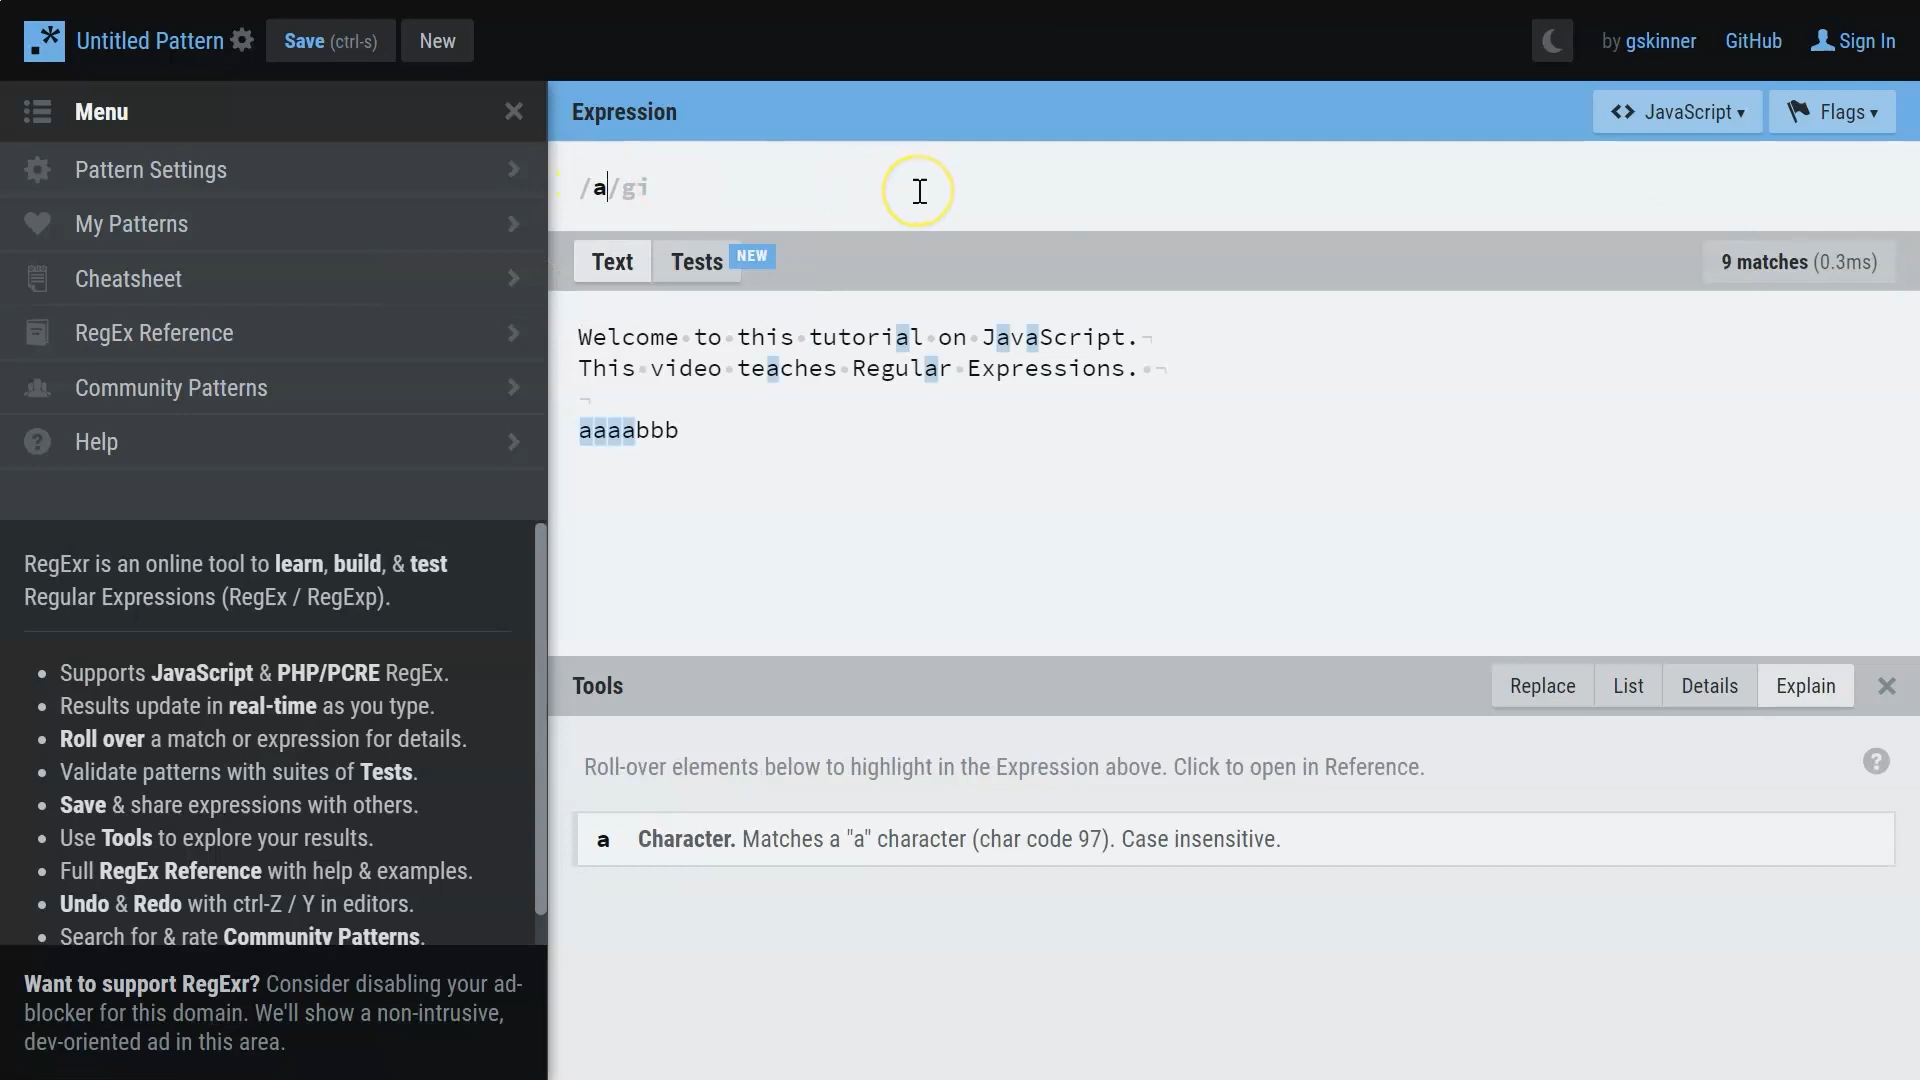 Untitled Pattern
Save (ctrl-s)
New
by gskinner
GitHub
Sign In
Menu
Pattern Settings
My Patterns
Cheatsheet
RegEx Reference
Community Patterns
Help
RegExr is an online tool to learn, build, & test
Regular Expressions (RegEx / RegExp).
• Supports JavaScript & PHP/PCRE RegEx.
• Results update in real-time as you type.
• Roll over a match or expression for details.
• Validate patterns with suites of Tests.
• Save & share expressions with others.
• Use Tools to explore your results.
• Full RegEx Reference with help & examples.
• Undo & Redo with ctrl-Z / Y in editors.
• Search for & rate Community Patterns.
Want to support RegExr? Consider disabling your ad-
blocker for this domain. We'll show a non-intrusive,
dev-oriented ad in this area.
Expression
<> JavaScript ▾
Flags ▾
/a/gi
Text
Tests NEW
9 matches (0.3ms)
Welcome•to•this•tutorial•on•JavaScript.¬
This•video•teaches•Regular•Expressions.•¬
¬
aaaabbb
Tools
Replace
List
Details
Explain
Roll-over elements below to highlight in the Expression above. Click to open in Reference.
?
a Character. Matches a "a" character (char code 97). Case insensitive.